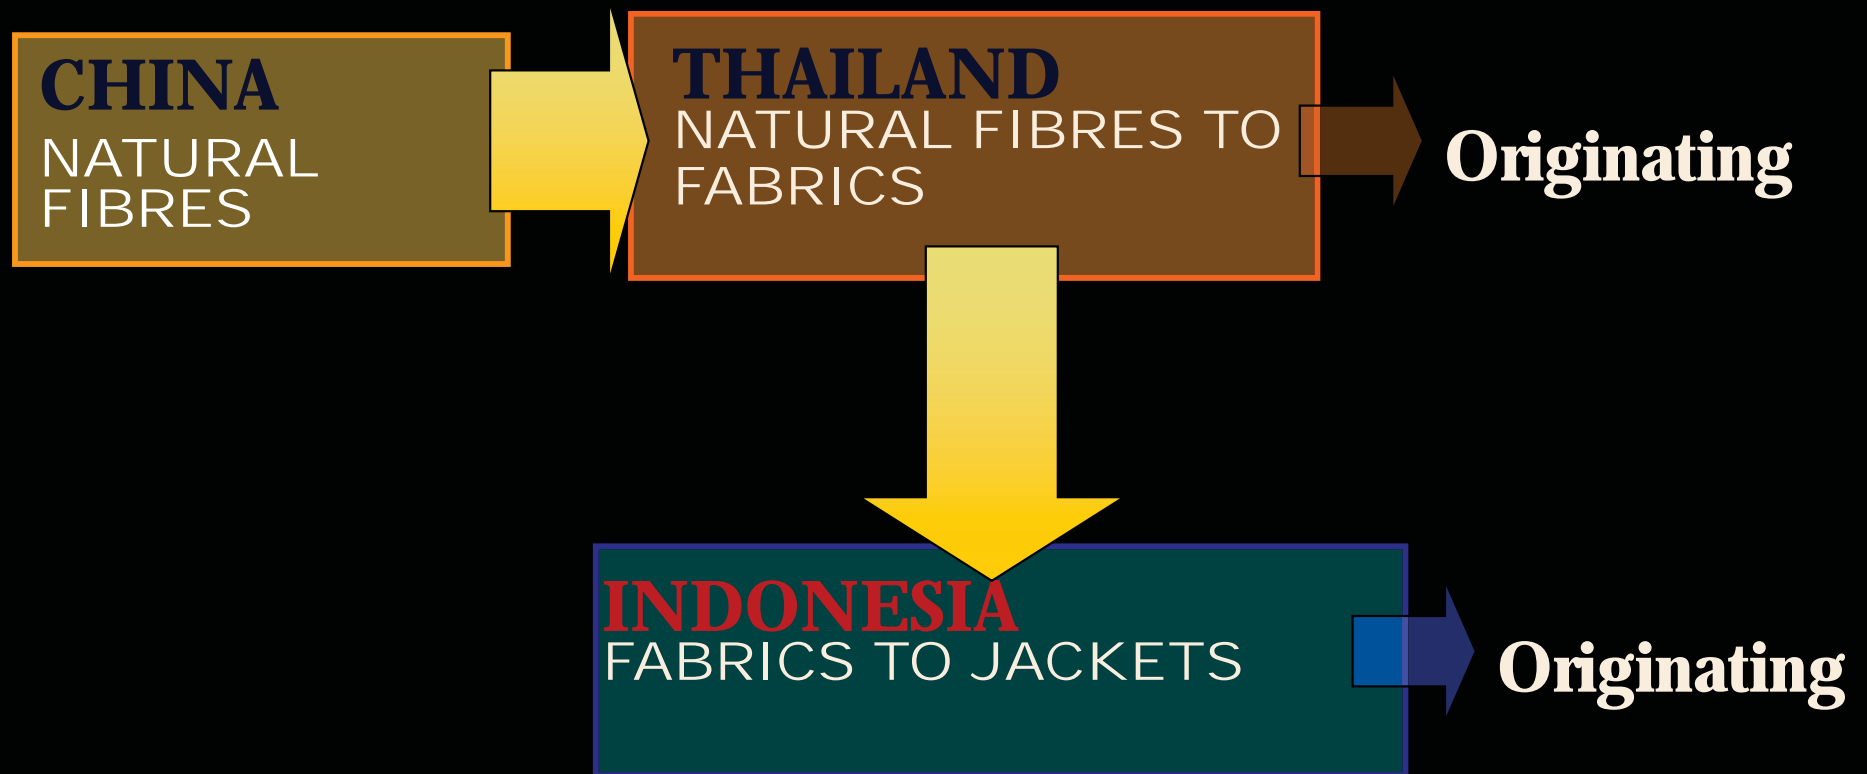 CHINA
NATURAL
FIBRES
THAILAND
NATURAL FIBRES TO
FABRICS
Originating
INDONESIA
FABRICS TO JACKETS
Originating